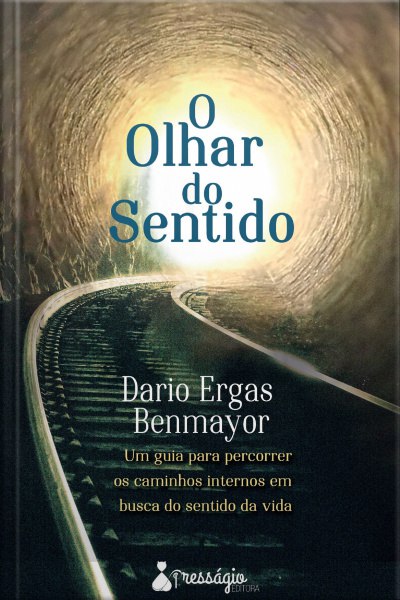 O
Olhar
do
Sentido
Dario Ergas
Benmayor
Um guia para percorrer
os caminhos internos em
busca do sentido da vida
Presságio
EDITORA